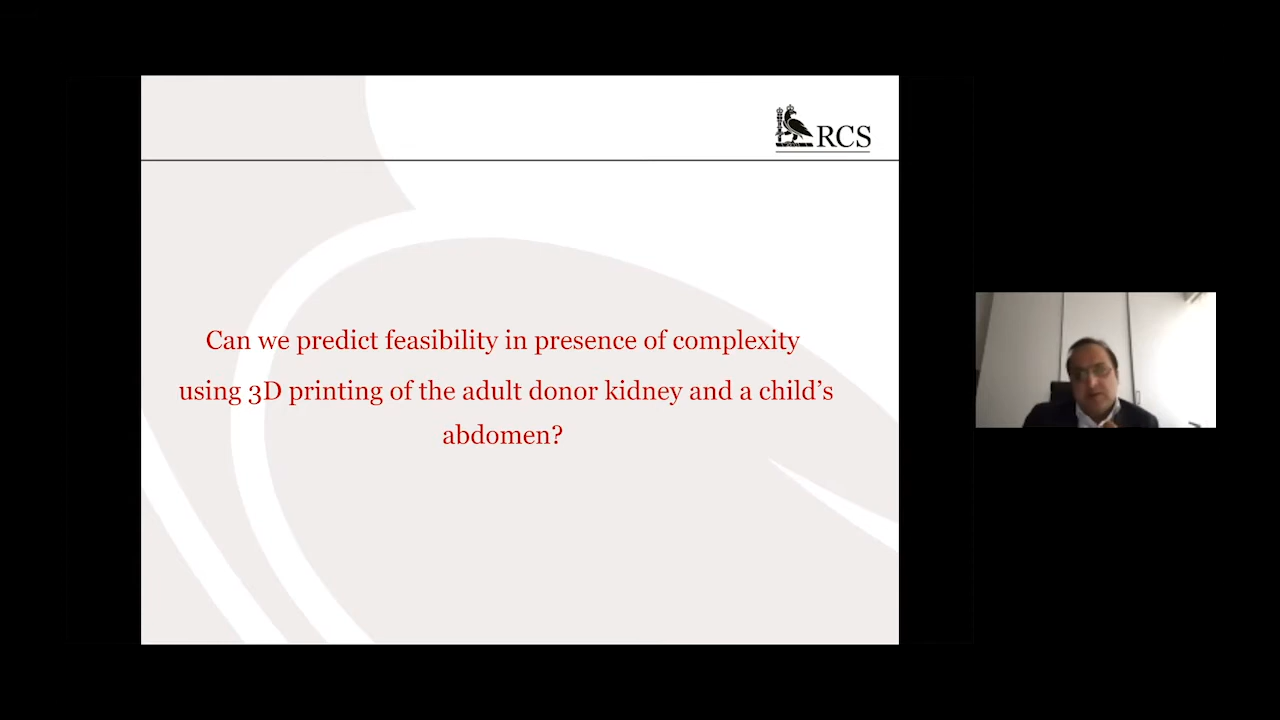 RCS
Can we predict feasibility in presence of complexity
using 3D printing of the adult donor kidney and a child’s
abdomen?